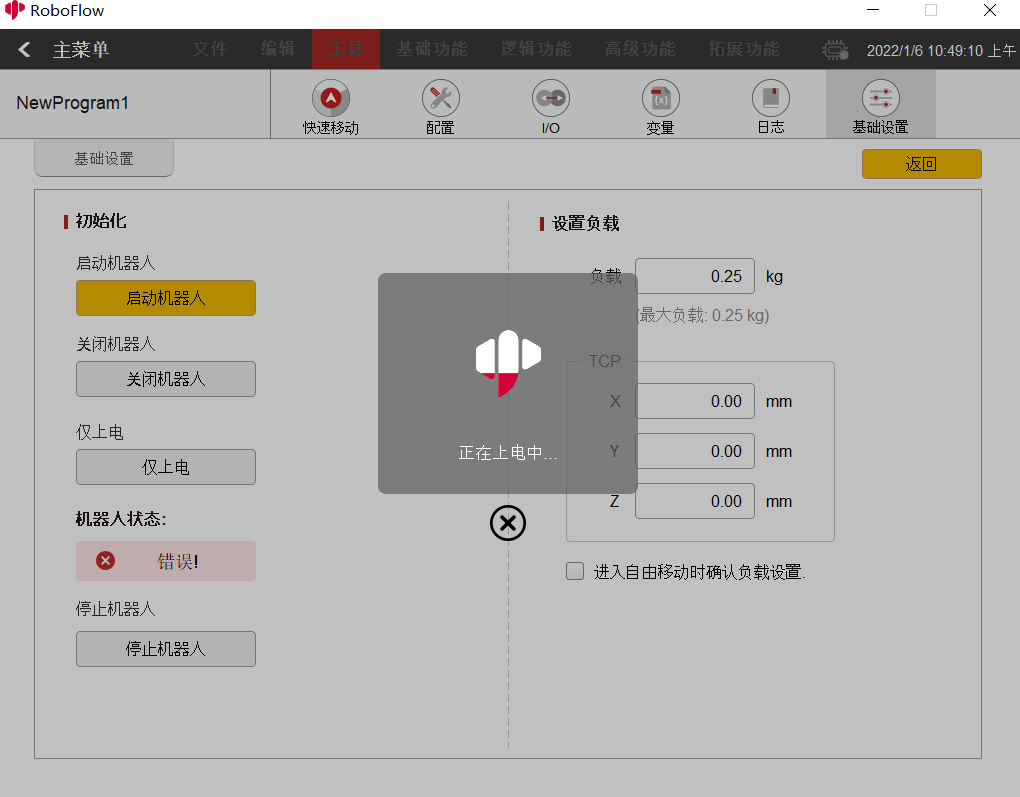 RoboFlow
主菜单 文件 编辑 工具 基础功能 逻辑功能 高级功能 拓展功能 2022/1/6 10:49:10 上午
NewProgram1
快速移动 配置 I/O 变量 日志 基础设置
基础设置
返回
初始化
启动机器人
启动机器人
关闭机器人
关闭机器人
仅上电
仅上电
机器人状态:
错误!
停止机器人
停止机器人
设置负载
负载 0.25 kg
(最大负载: 0.25 kg)
TCP
X 0.00 mm
Y 0.00 mm
Z 0.00 mm
进入自由移动时确认负载设置.
正在上电中...